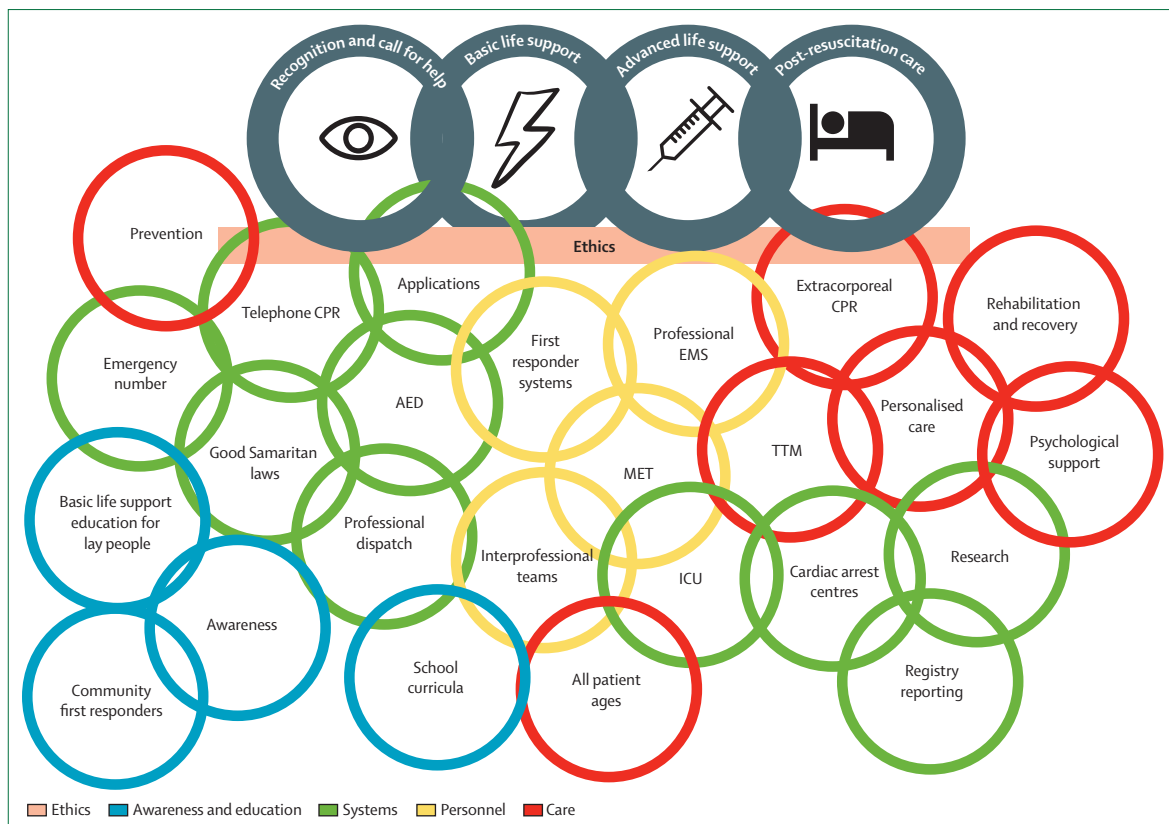 Recognition and call for help
Basic life support
Advanced life support
Post-resuscitation care
Ethics
Prevention
Telephone CPR
Applications
Emergency
number
Good Samaritan
laws
AED
First
responder
systems
Professional
EMS
Extracorporeal
CPR
Rehabilitation
and recovery
Personalised
care
Psychological
support
TTM
MET
Basic life support
education for
lay people
Professional
dispatch
Interprofessional
teams
ICU
Cardiac arrest
centres
Research
Awareness
Community
first responders
School
curricula
All patient
ages
Registry
reporting
Ethics
Awareness and education
Systems
Personnel
Care